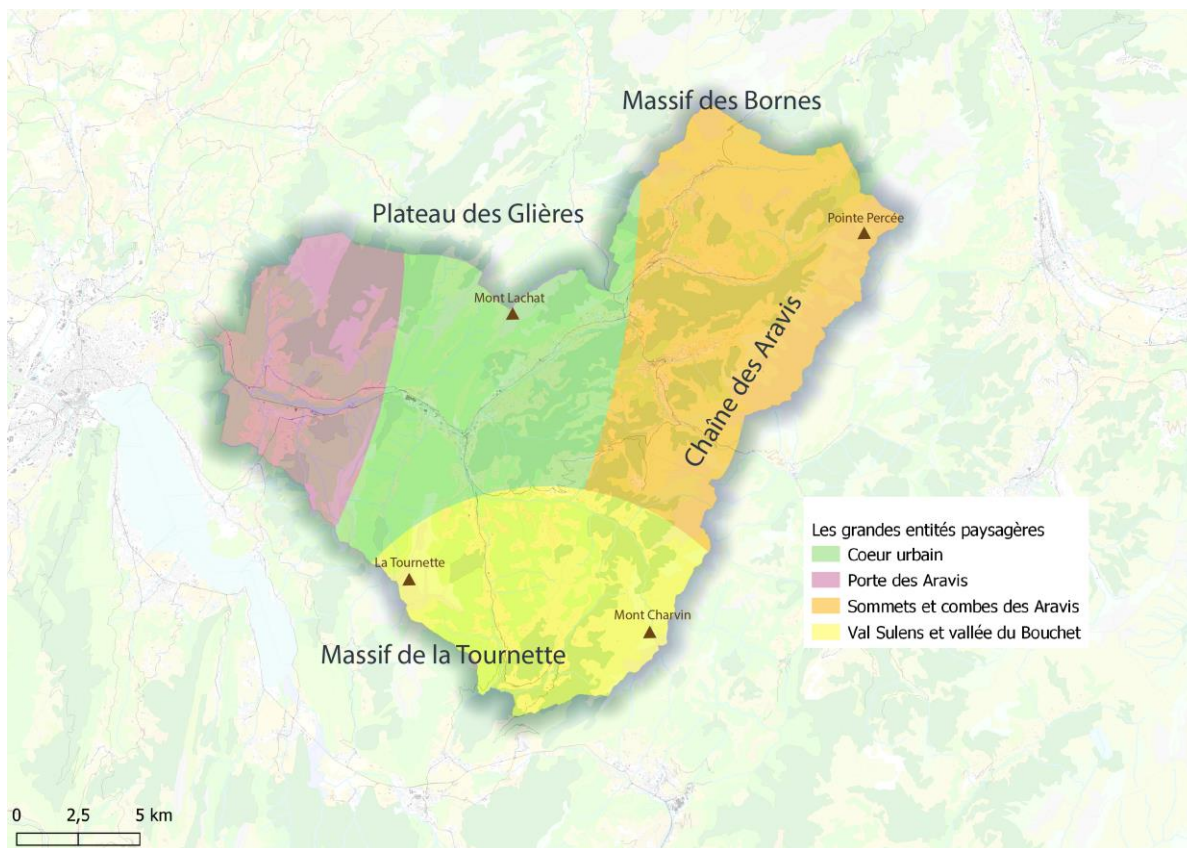 Massif des Bornes
Plateau des Glières
Pointe Percée
Mont Lachat
Chaîne des Aravis
Les grandes entités paysagères
Coeur urbain
Porte des Aravis
Sommets et combes des Aravis
Val Sulens et vallée du Bouchet
La Tournette
Mont Charvin
Massif de la Tournette
0 2,5 5 km